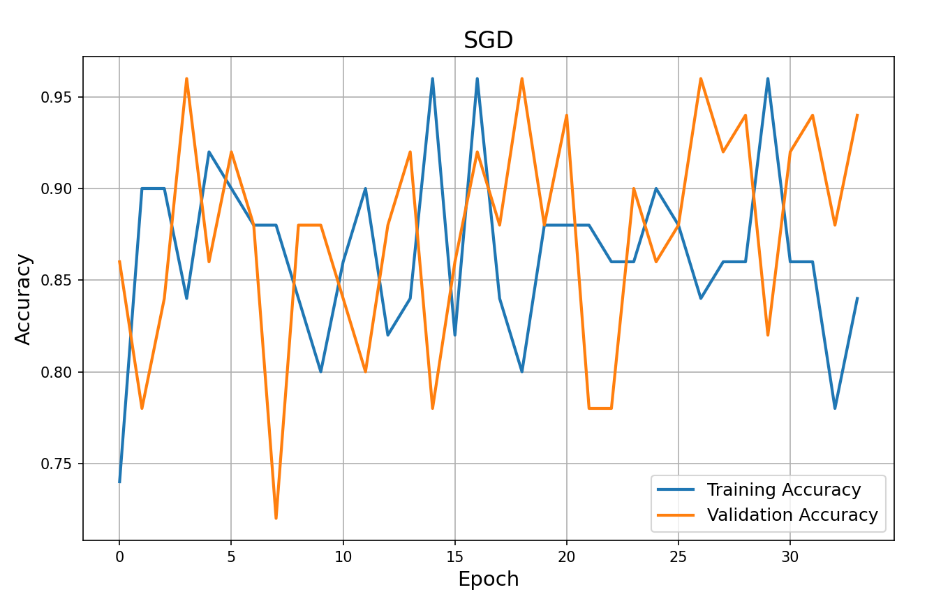 SGD
Accuracy
0.95
0.90
0.85
0.80
0.75
Training Accuracy
Validation Accuracy
0 5 10 15 20 25 30
Epoch